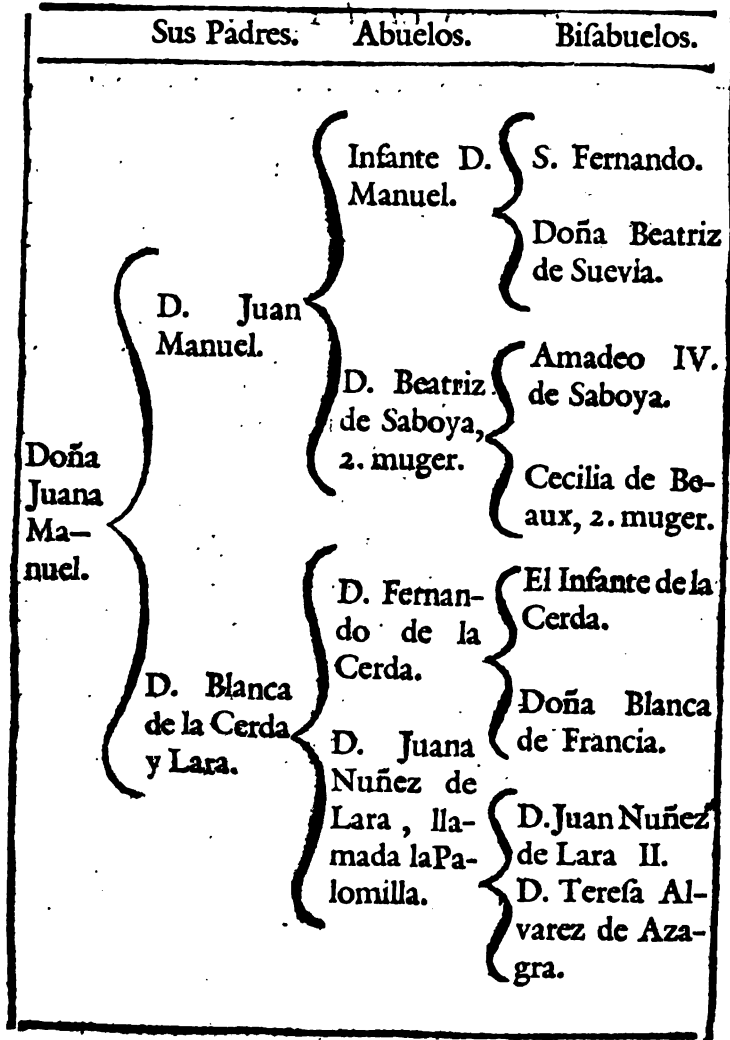 Sus Padres. Abuelos. Biſabuelos.
Doña
Juana
Ma-
nuel.
D. Juan
Manuel.
D. Blanca
de la Cerda
y Lara.
Infante D.
Manuel.
D. Beatriz
de Saboya,
2. muger.
D. Fernan-
do de la
Cerda.
D. Juana
Nuñez de
Lara, lla-
mada laPa-
lomilla.
S. Fernando.
Doña Beatriz
de Suevia.
Amadeo IV.
de Saboya.
Cecilia de Be-
aux, 2. muger.
El Infante de la
Cerda.
Doña Blanca
de Francia.
D. Juan Nuñez
de Lara II.
D. Tereſa Al-
varez de Aza-
gra.